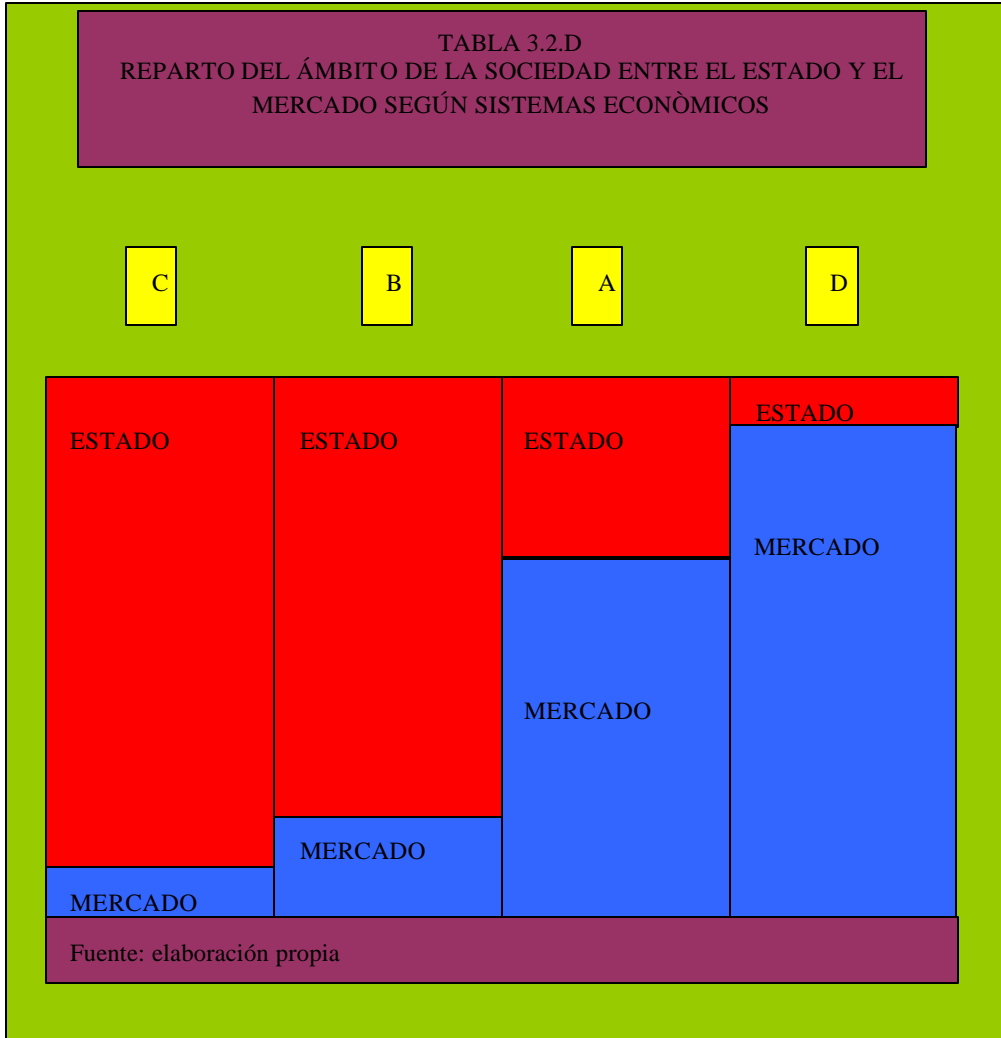 TABLA 3.2.D
REPARTO DEL ÁMBITO DE LA SOCIEDAD ENTRE EL ESTADO Y EL
MERCADO SEGÚN SISTEMAS ECONÒMICOS
C B A D
ESTADO ESTADO ESTADO ESTADO
MERCADO
MERCADO
MERCADO
MERCADO
Fuente: elaboración propia